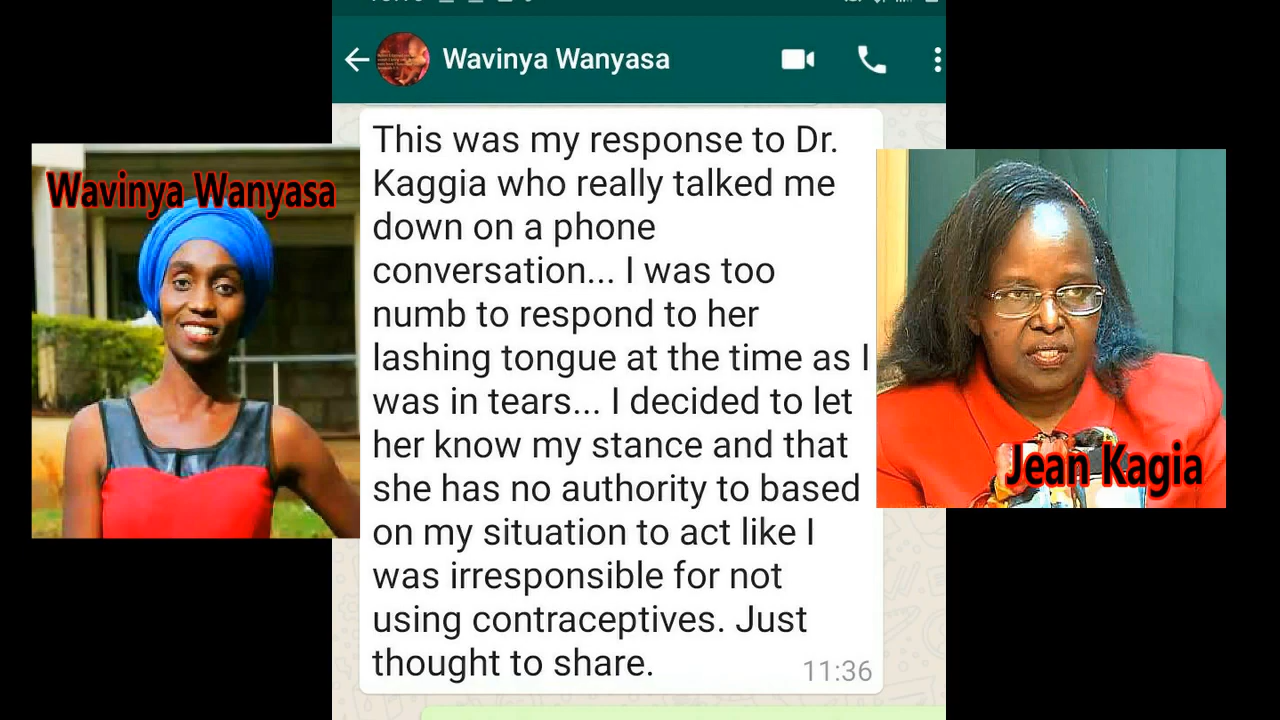 Wavinya Wanyasa
This was my response to Dr.
Kaggia who really talked me
down on a phone
conversation... I was too
numb to respond to her
lashing tongue at the time as I
was in tears... I decided to let
her know my stance and that
she has no authority to based
on my situation to act like I
was irresponsible for not
using contraceptives. Just
thought to share.
11:36
Wavinya Wanyasa
Jean Kagia